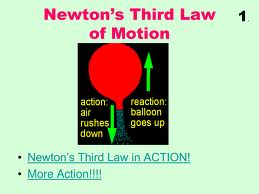 Newton's Third Law
of Motion
1
action:
air
rushes
down
reaction:
balloon
goes up
• Newton's Third Law in ACTION!
• More Action!!!!